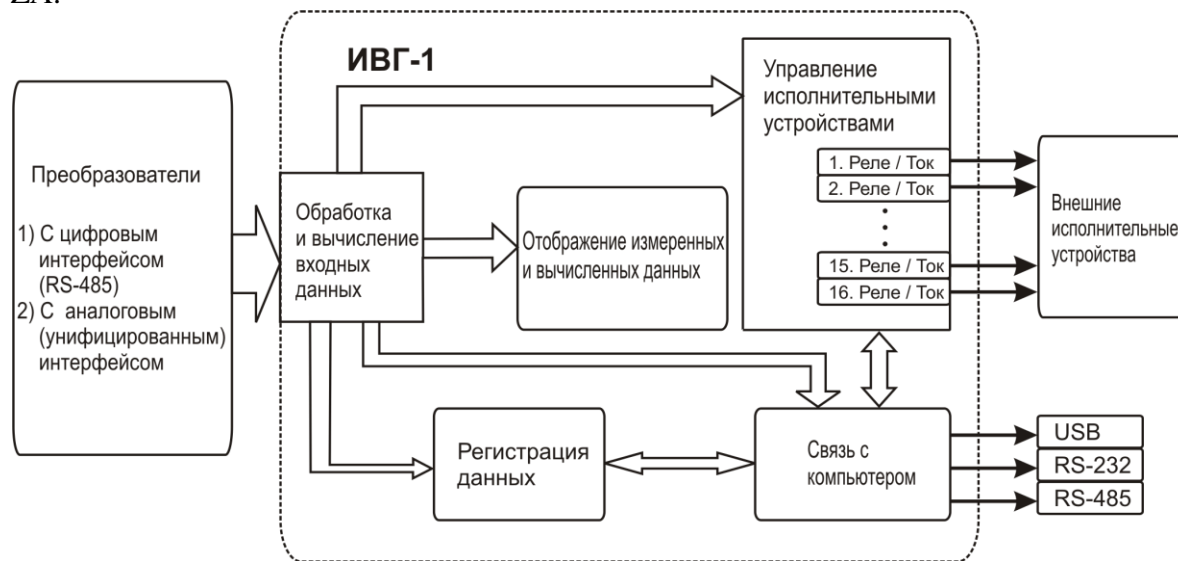 ИВГ-1
Преобразователи
1) С цифровым
интерфейсом
(RS-485)
2) С аналоговым
(унифицированным)
интерфейсом
Обработка
и вычисление
входных
данных
Отображение измеренных
и вычисленных данных
Управление
исполнительными
устройствами
1. Реле / Ток
2. Реле / Ток
15. Реле / Ток
16. Реле / Ток
Внешние
исполнительные
устройства
Регистрация
данных
Связь с
компьютером
USB
RS-232
RS-485